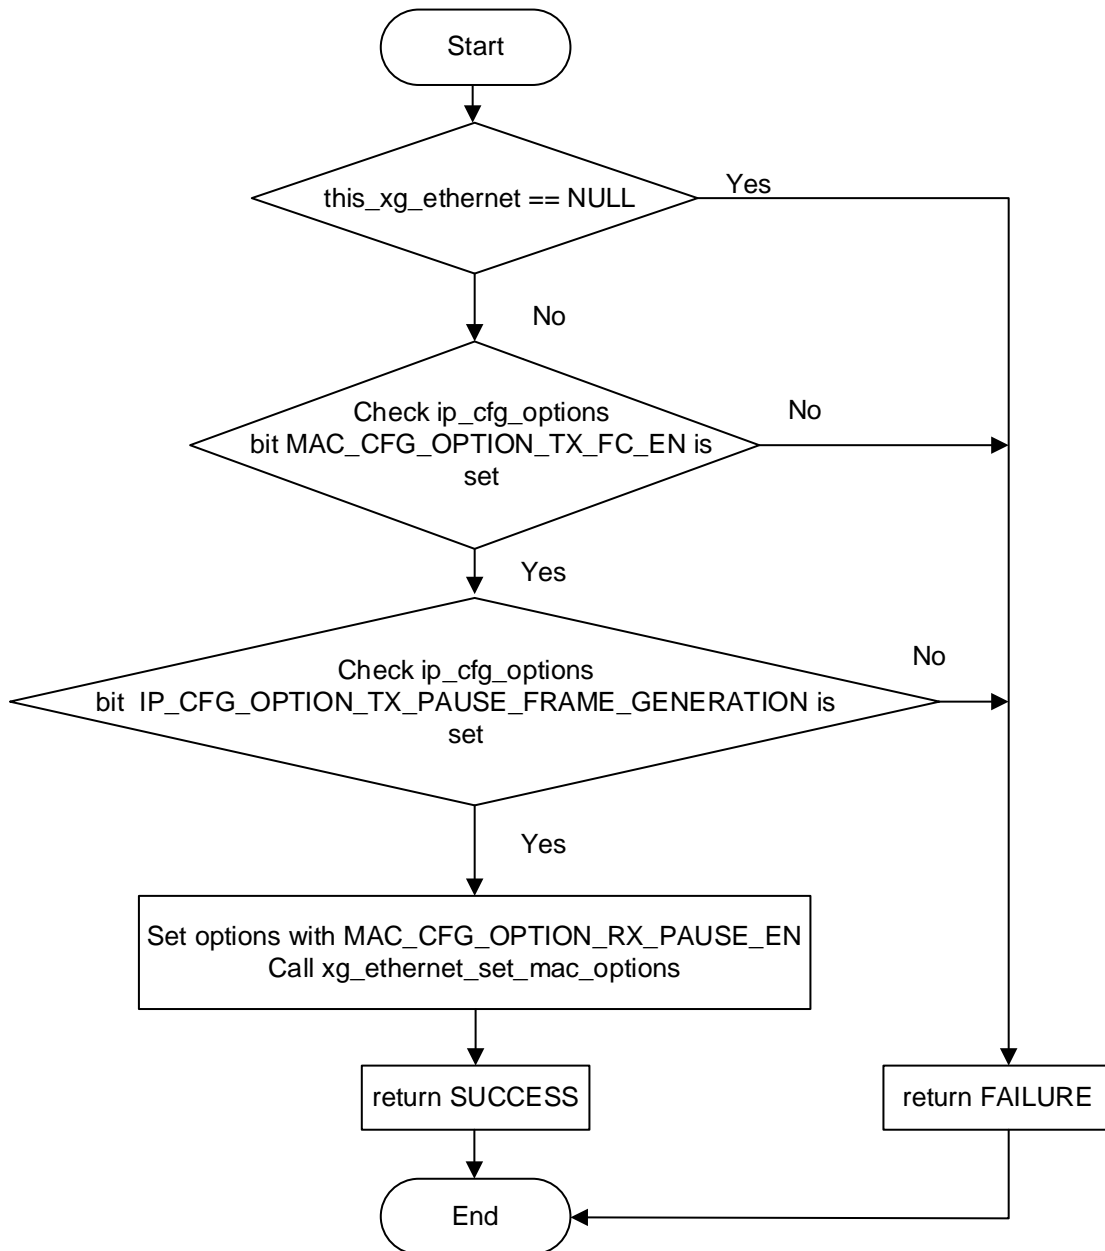 Start
this_xg_ethernet == NULL
Yes
No
Check ip_cfg_options
bit MAC_CFG_OPTION_TX_FC_EN is
set
No
Yes
Check ip_cfg_options
bit  IP_CFG_OPTION_TX_PAUSE_FRAME_GENERATION is
set
No
Yes
Set options with MAC_CFG_OPTION_RX_PAUSE_EN
Call xg_ethernet_set_mac_options
return SUCCESS
return FAILURE
End